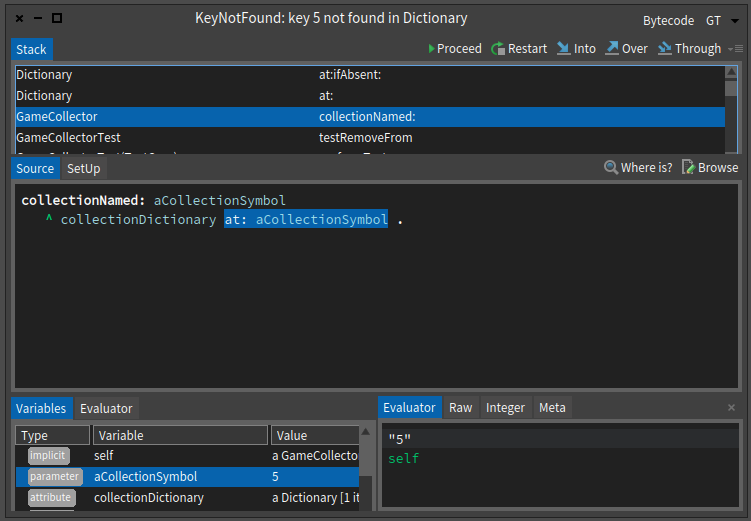 KeyNotFound: key 5 not found in Dictionary
Bytecode GT
Stack
Proceed Restart Into Over Through
Dictionary at:ifAbsent:
Dictionary at:
GameCollector collectionNamed:
GameCollectorTest testRemoveFrom
Source SetUp
Where is? Browse
collectionNamed: aCollectionSymbol
^ collectionDictionary at: aCollectionSymbol .
Variables Evaluator
Type Variable Value
implicit self a GameCollecto
parameter aCollectionSymbol 5
attribute collectionDictionary a Dictionary [1 it
Evaluator Raw Integer Meta
"5"
self